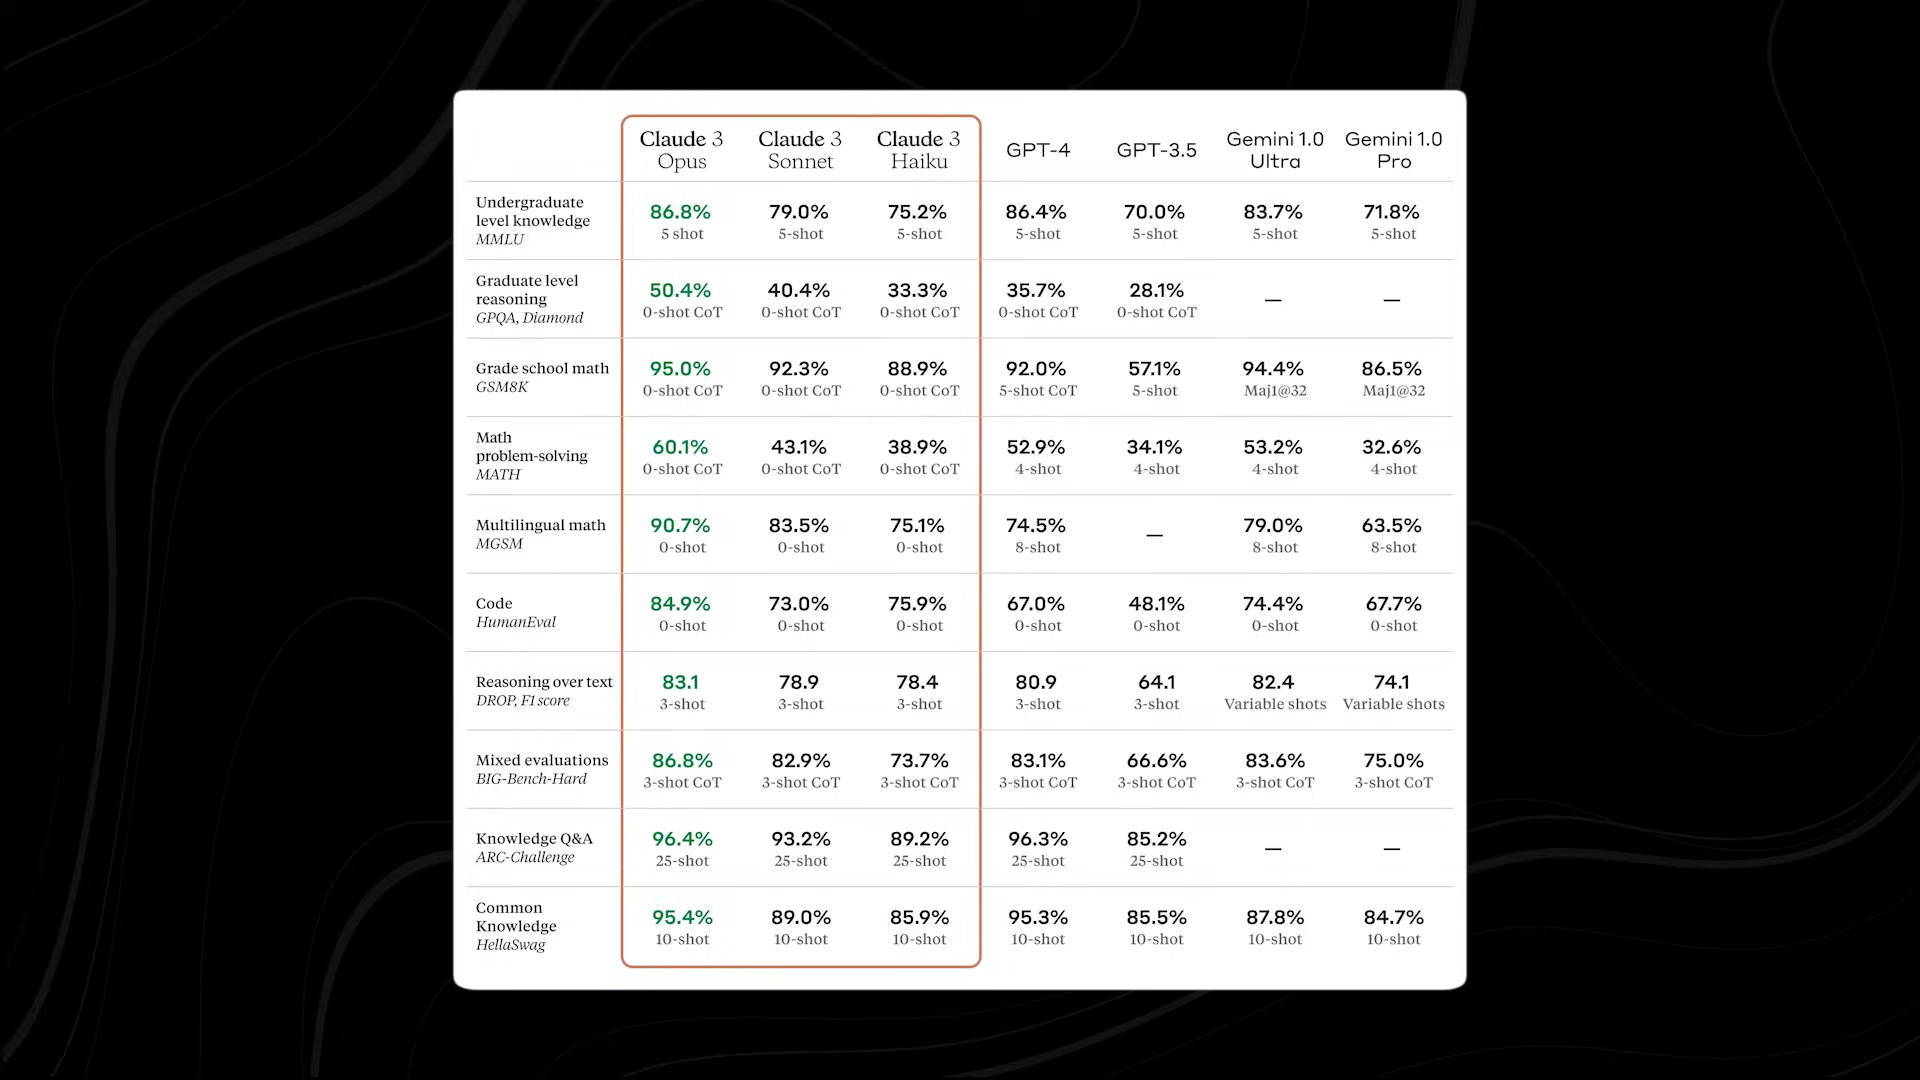 Claude 3 Opus
Claude 3 Sonnet
Claude 3 Haiku
GPT-4
GPT-3.5
Gemini 1.0 Ultra
Gemini 1.0 Pro
Undergraduate
level knowledge
MMLU
86.8% 79.0% 75.2% 86.4% 70.0% 83.7% 71.8%
5 shot 5-shot 5-shot 5-shot 5-shot 5-shot 5-shot
Graduate level
reasoning
GPQA, Diamond
50.4% 40.4% 33.3% 35.7% 28.1% — —
0-shot CoT 0-shot CoT 0-shot CoT 0-shot CoT 0-shot CoT
Grade school math
GSM8K
95.0% 92.3% 88.9% 92.0% 57.1% 94.4% 86.5%
0-shot CoT 0-shot CoT 0-shot CoT 5-shot CoT 5-shot Maj1@32 Maj1@32
Math
problem-solving
MATH
60.1% 43.1% 38.9% 52.9% 34.1% 53.2% 32.6%
0-shot CoT 0-shot CoT 0-shot CoT 4-shot 4-shot 4-shot 4-shot
Multilingual math
MGSM
90.7% 83.5% 75.1% 74.5% — 79.0% 63.5%
0-shot 0-shot 0-shot 8-shot 8-shot 8-shot
Code
HumanEval
84.9% 73.0% 75.9% 67.0% 48.1% 74.4% 67.7%
0-shot 0-shot 0-shot 0-shot 0-shot 0-shot 0-shot
Reasoning over text
DROP, F1 score
83.1 78.9 78.4 80.9 64.1 82.4 74.1
3-shot 3-shot 3-shot 3-shot 3-shot Variable shots Variable shots
Mixed evaluations
BIG-Bench-Hard
86.8% 82.9% 73.7% 83.1% 66.6% 83.6% 75.0%
3-shot CoT 3-shot CoT 3-shot CoT 3-shot CoT 3-shot CoT 3-shot CoT 3-shot CoT
Knowledge Q&A
ARC-Challenge
96.4% 93.2% 89.2% 96.3% 85.2% — —
25-shot 25-shot 25-shot 25-shot 25-shot
Common
Knowledge
HellaSwag
95.4% 89.0% 85.9% 95.3% 85.5% 87.8% 84.7%
10-shot 10-shot 10-shot 10-shot 10-shot 10-shot 10-shot